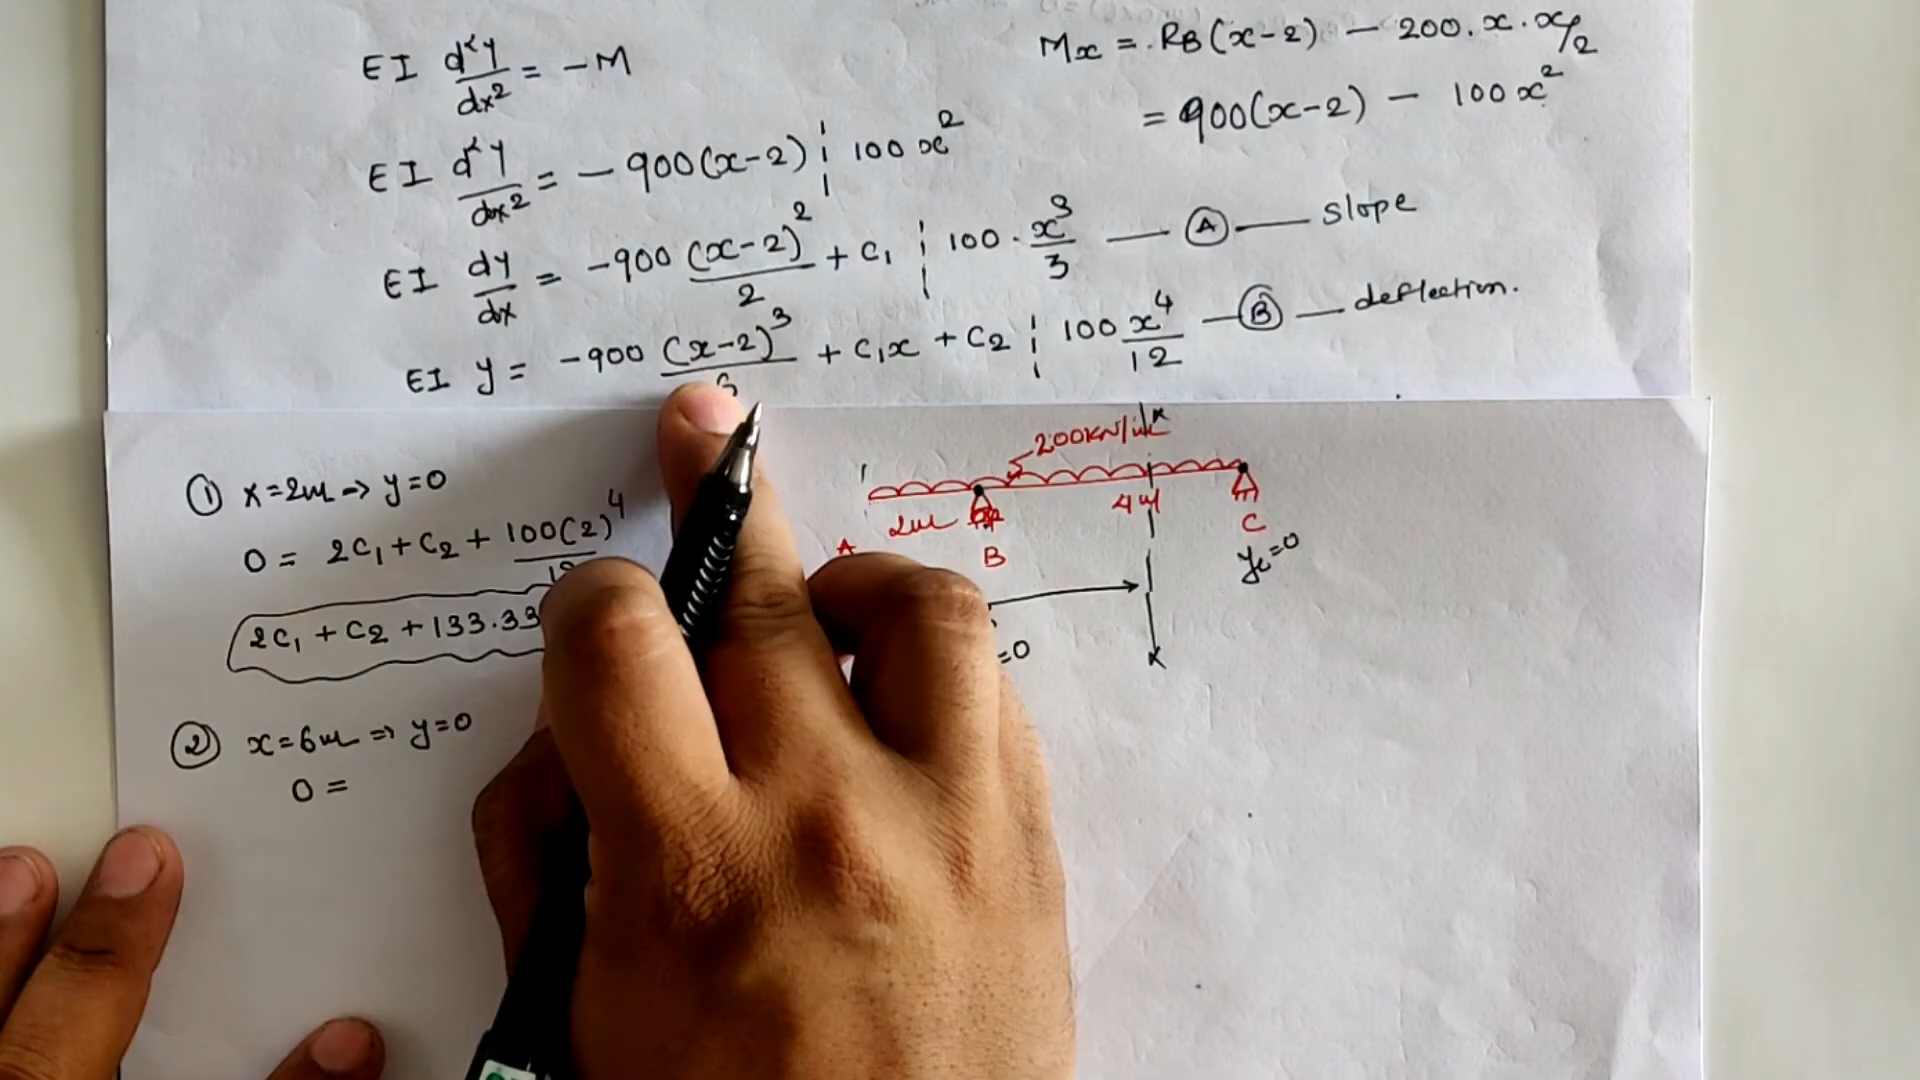 EI d²y/dx² = -M
Mx = RB(x-2) - 200.x.x/2
= 900(x-2) - 100x²
EI d²y/dx² = -900(x-2) ¦ 100x²
EI dy/dx = -900 (x-2)²/2 + C₁ ¦ 100.x³/3 — Ⓐ — slope
EI y = -900 (x-2)³/6 + C₁x + C₂ ¦ 100 x⁴/12 — Ⓑ — deflection.
① x=2m => y=0
0 = 2C₁ + C₂ + 100(2)⁴
2C₁ + C₂ + 133.33
② x=6m => y=0
0 =
200KN/m
x
2m
4m
A
B
C
yc=0
=0
x